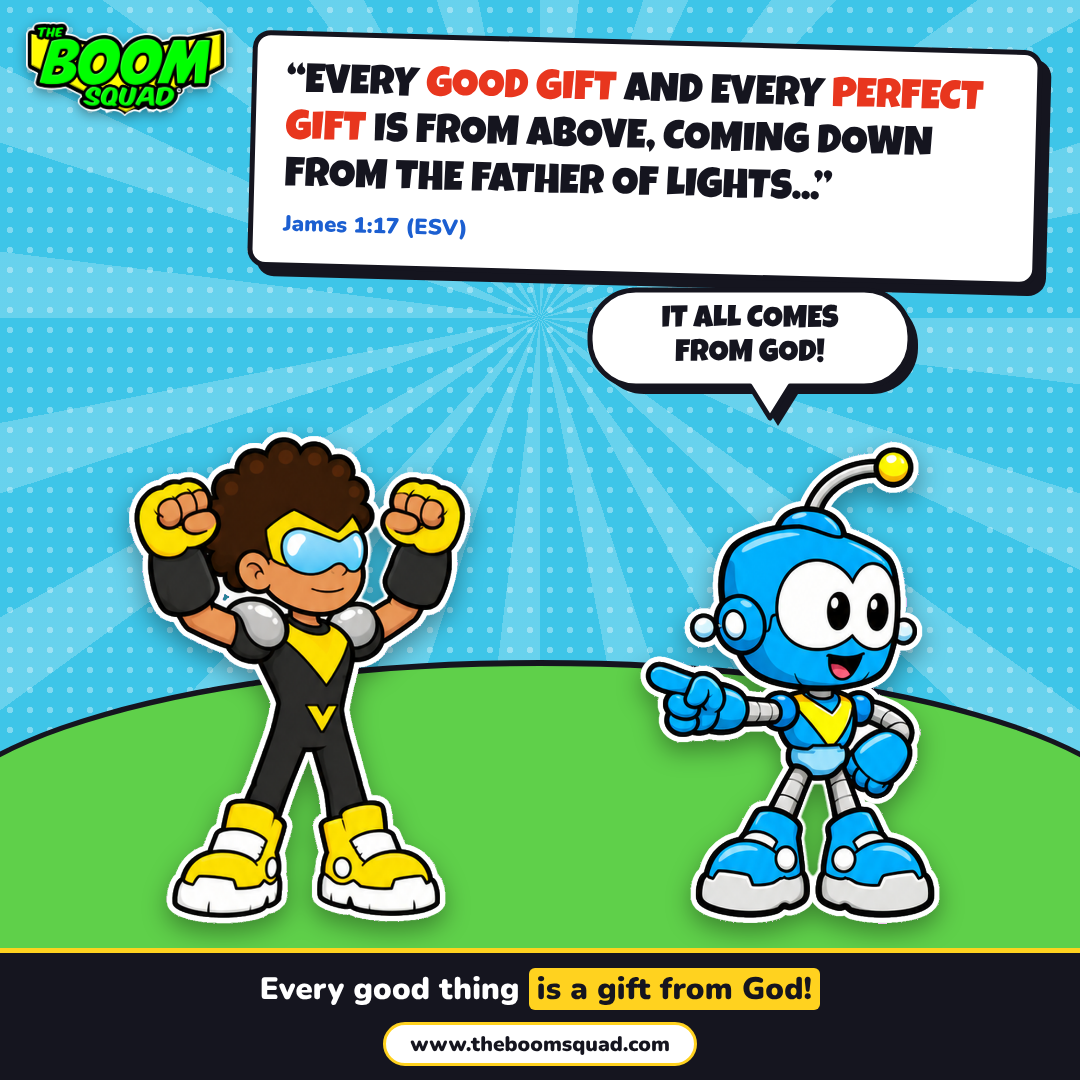 THE
BOOM
SQUAD
“EVERY GOOD GIFT AND EVERY PERFECT
GIFT IS FROM ABOVE, COMING DOWN
FROM THE FATHER OF LIGHTS...”
James 1:17 (ESV)
IT ALL COMES
FROM GOD!
Every good thing is a gift from God!
www.theboomsquad.com